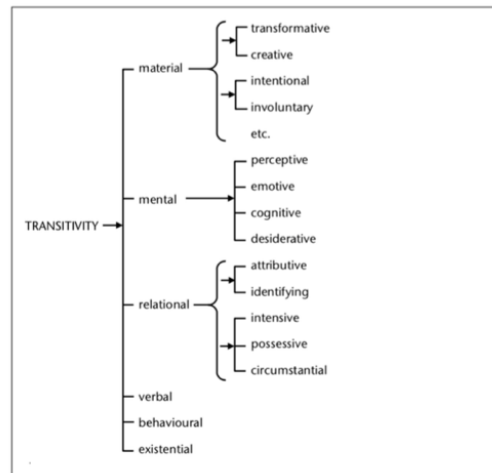 transformative
creative
material
intentional
involuntary
etc.
perceptive
emotive
mental
cognitive
desiderative
TRANSITIVITY
attributive
identifying
relational
intensive
possessive
circumstantial
verbal
behavioural
existential